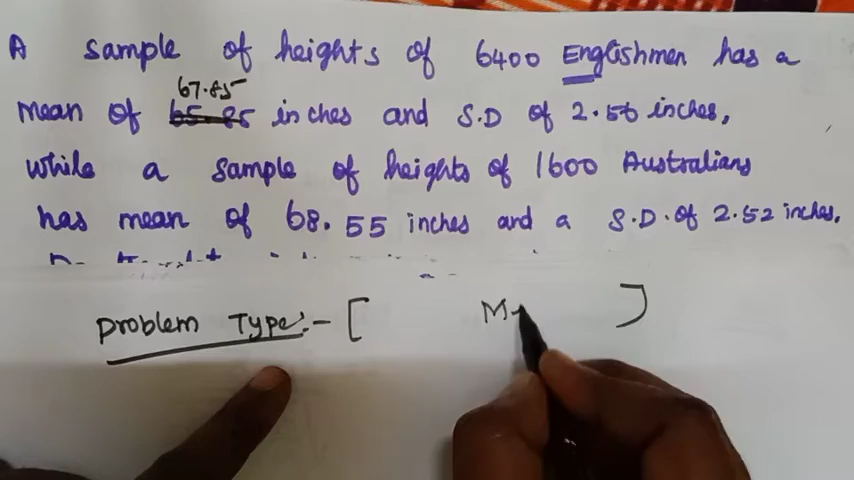 A sample of heights of 6400 Englishmen has a
67.85
mean of 65.85 inches and S.D of 2.56 inches,
while a sample of heights of 1600 Australians
has mean of 68.55 inches and a S.D. of 2.52 inches.
Problem Type:- [ M ]